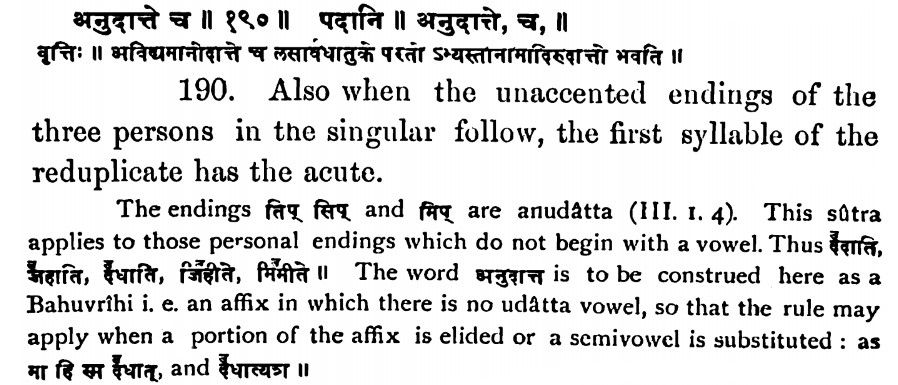 अनुदात्ते च ॥ १९० ॥ पदानि ॥ अनुदात्ते, च, ॥
वृत्तिः ॥ अविद्यमानोदात्ते च लसार्वधातुके परतो ऽभ्यस्तानामादिरुदात्तो भवति ॥
190. Also when the unaccented endings of the
three persons in the singular follow, the first syllable of the
reduplicate has the acute.
The endings तिप् सिप् and मिप् are anudâtta (III. 1. 4). This sûtra
applies to those personal endings which do not begin with a vowel. Thus द॑दाति,
ज॑हाति, द॑धाति, जि॑हीते, मि॑मीते ॥ The word अनुदात्त is to be construed here as a
Bahuvrîhi i. e. an affix in which there is no udâtta vowel, so that the rule may
apply when a portion of the affix is elided or a semivowel is substituted : as
मा हि स्म द॑धात्, and द॑धात्यत्र ॥